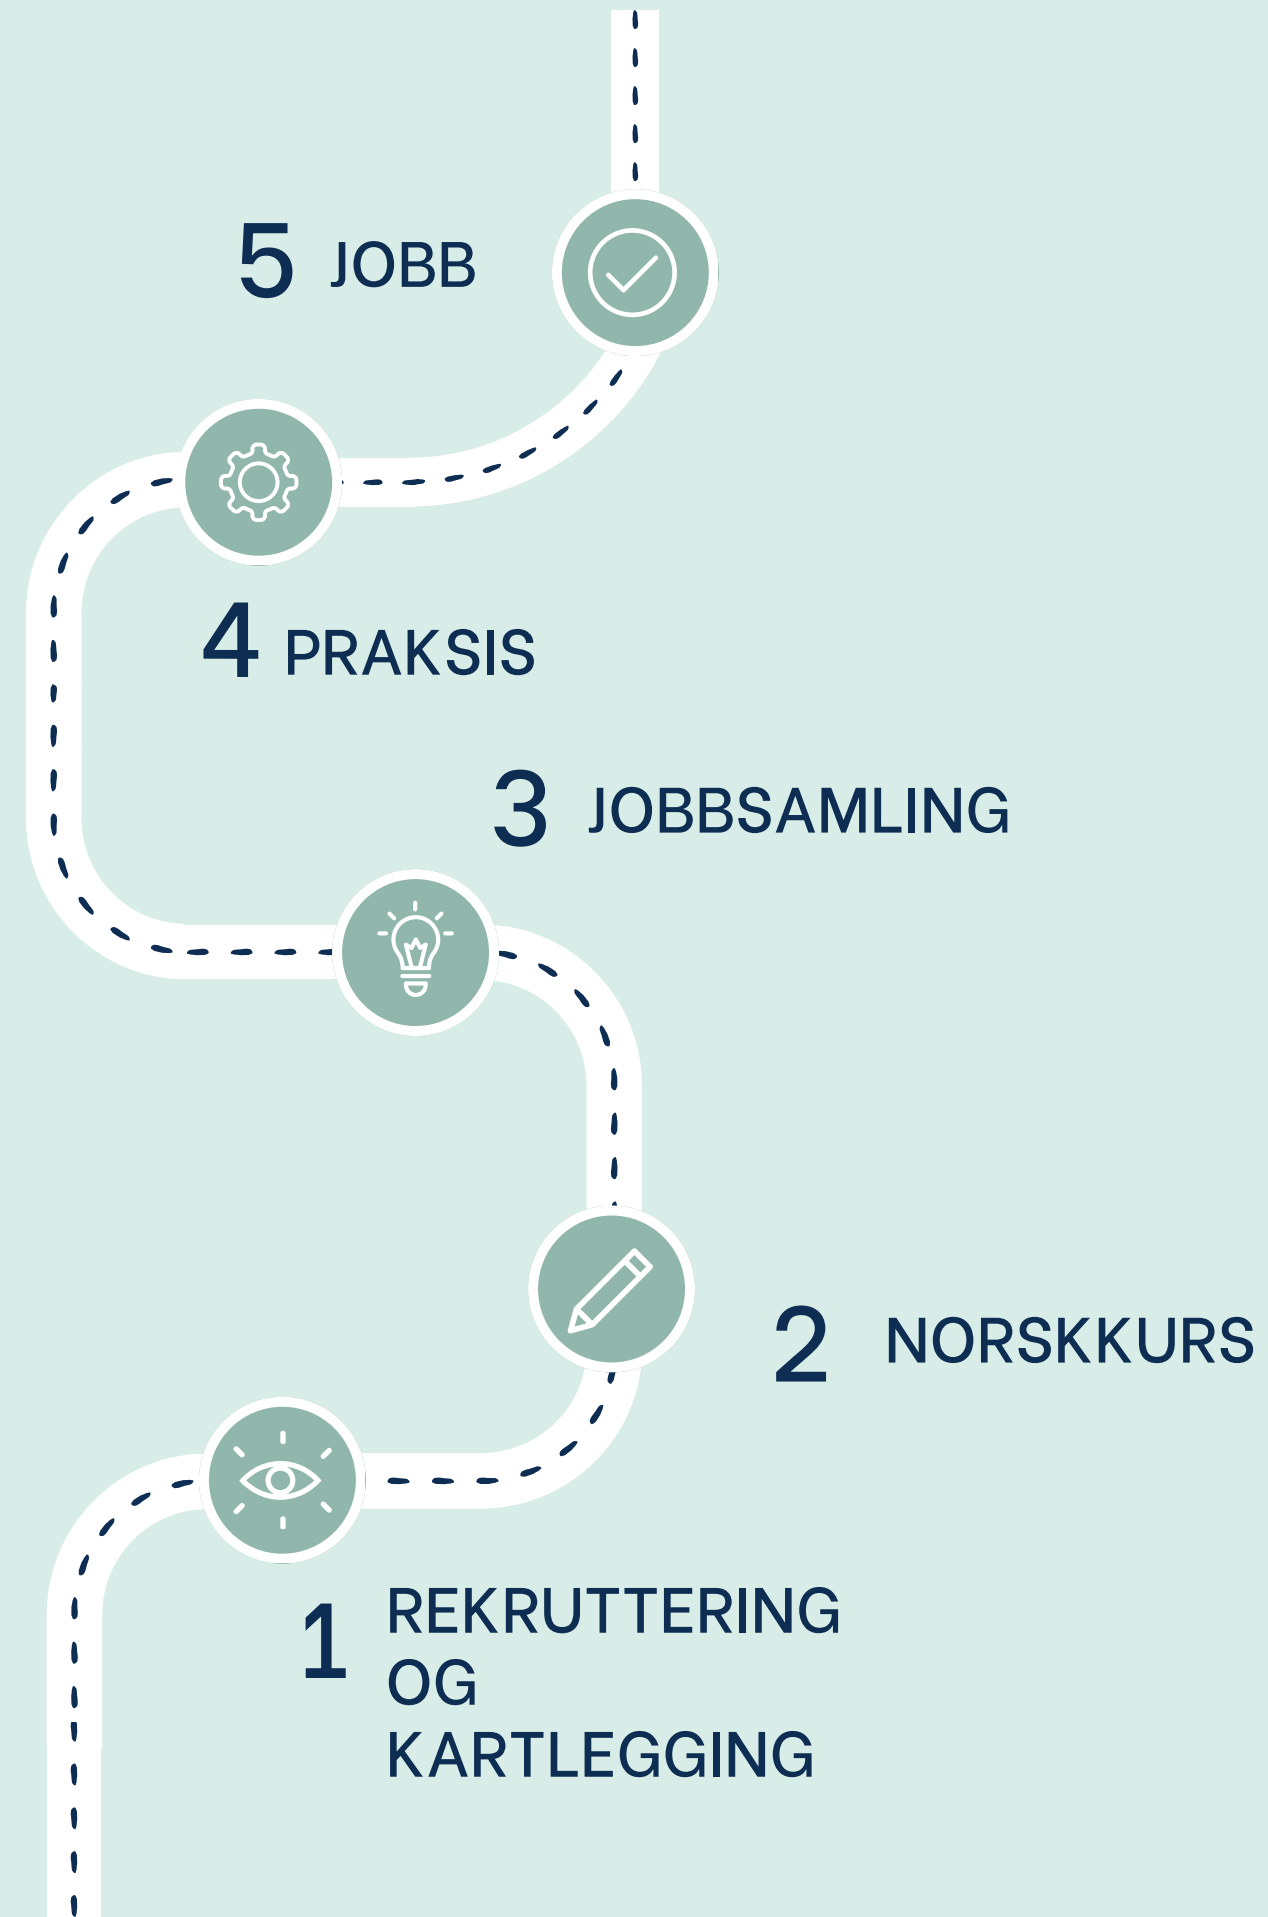 5 JOBB
4 PRAKSIS
3 JOBBSAMLING
2 NORSKKURS
1 REKRUTTERING
OG
KARTLEGGING